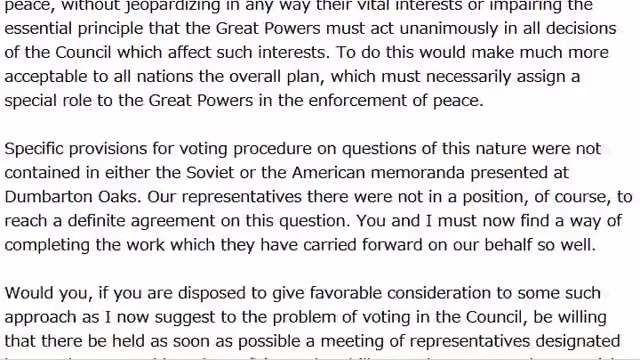 peace, without jeopardizing in any way their vital interests or impairing the
essential principle that the Great Powers must act unanimously in all decisions
of the Council which affect such interests. To do this would make much more
acceptable to all nations the overall plan, which must necessarily assign a
special role to the Great Powers in the enforcement of peace.
Specific provisions for voting procedure on questions of this nature were not
contained in either the Soviet or the American memoranda presented at
Dumbarton Oaks. Our representatives there were not in a position, of course, to
reach a definite agreement on this question. You and I must now find a way of
completing the work which they have carried forward on our behalf so well.
Would you, if you are disposed to give favorable consideration to some such
approach as I now suggest to the problem of voting in the Council, be willing
that there be held as soon as possible a meeting of representatives designated